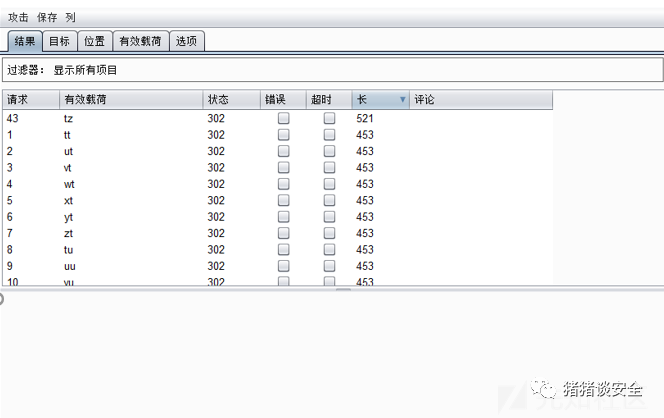 攻击 保存 列
结果 目标 位置 有效载荷 选项
过滤器： 显示所有项目
请求 有效载荷 状态 错误 超时 长 评论
43 tz 302 521
1 tt 302 453
2 ut 302 453
3 vt 302 453
4 wt 302 453
5 xt 302 453
6 yt 302 453
7 zt 302 453
8 tu 302 453
9 uu 302 453
10 vu 302 453
猪猪谈安全